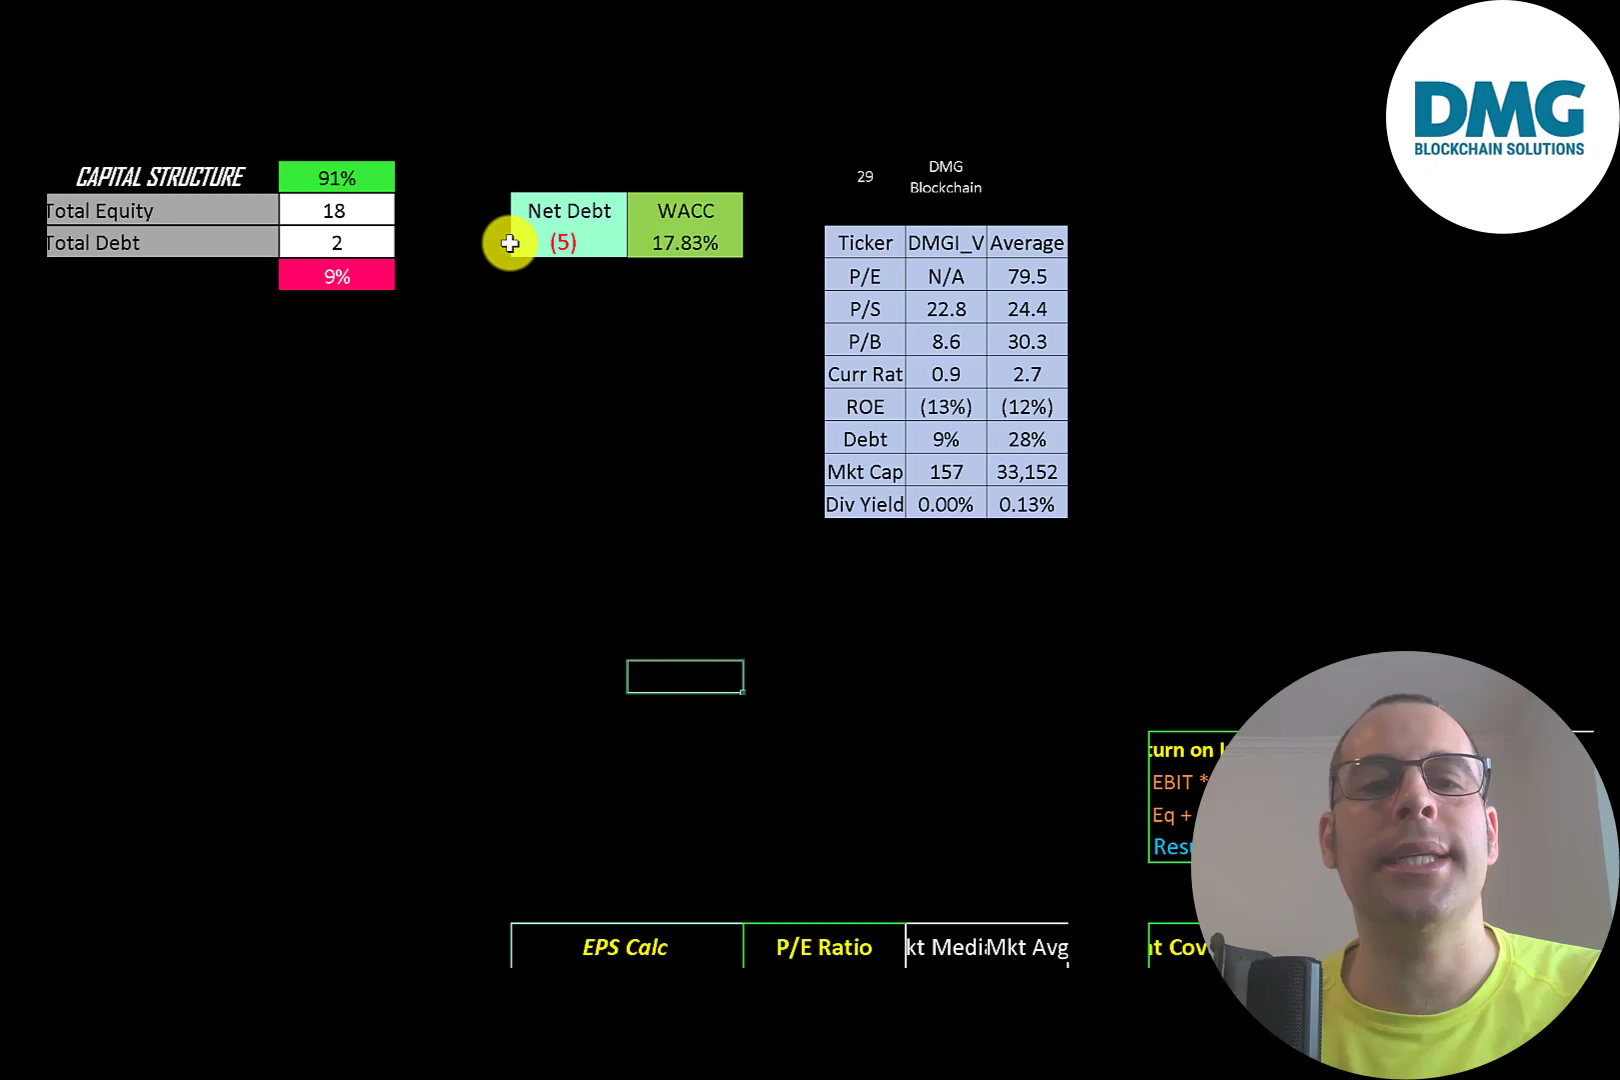 DMG
BLOCKCHAIN SOLUTIONS
CAPITAL STRUCTURE 91%
Total Equity 18
Total Debt 2
9%
Net Debt WACC
(5) 17.83%
29 DMG
Blockchain
Ticker DMGI_V Average
P/E N/A 79.5
P/S 22.8 24.4
P/B 8.6 30.3
Curr Rat 0.9 2.7
ROE (13%) (12%)
Debt 9% 28%
Mkt Cap 157 33,152
Div Yield 0.00% 0.13%
turn on
EBIT *
Eq +
EPS Calc P/E Ratio kt Medi Mkt Avg